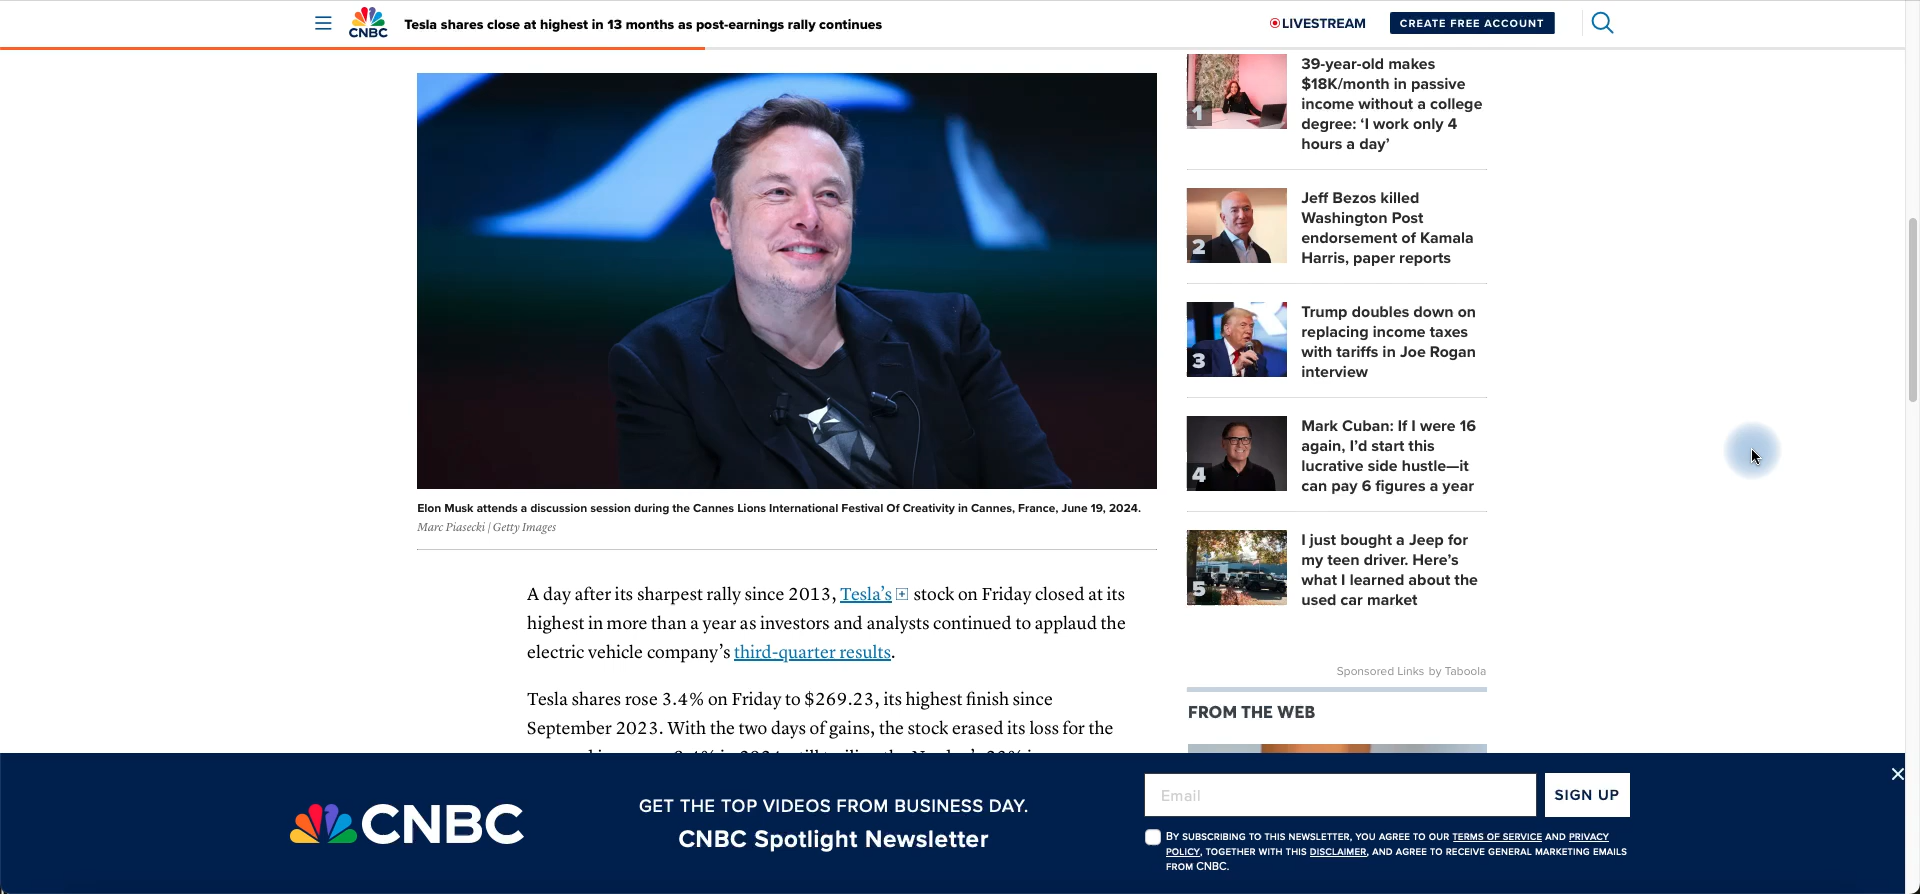 CNBC
Tesla shares close at highest in 13 months as post-earnings rally continues
LIVESTREAM
CREATE FREE ACCOUNT
Elon Musk attends a discussion session during the Cannes Lions International Festival Of Creativity in Cannes, France, June 19, 2024.
Marc Piasecki | Getty Images
A day after its sharpest rally since 2013, Tesla’s stock on Friday closed at its
highest in more than a year as investors and analysts continued to applaud the
electric vehicle company’s third-quarter results.
Tesla shares rose 3.4% on Friday to $269.23, its highest finish since
September 2023. With the two days of gains, the stock erased its loss for the
1
39-year-old makes
$18K/month in passive
income without a college
degree: ‘I work only 4
hours a day’
2
Jeff Bezos killed
Washington Post
endorsement of Kamala
Harris, paper reports
3
Trump doubles down on
replacing income taxes
with tariffs in Joe Rogan
interview
4
Mark Cuban: If I were 16
again, I’d start this
lucrative side hustle—it
can pay 6 figures a year
5
I just bought a Jeep for
my teen driver. Here’s
what I learned about the
used car market
Sponsored Links by Taboola
FROM THE WEB
CNBC
GET THE TOP VIDEOS FROM BUSINESS DAY.
CNBC Spotlight Newsletter
Email
SIGN UP
BY SUBSCRIBING TO THIS NEWSLETTER, YOU AGREE TO OUR TERMS OF SERVICE AND PRIVACY
POLICY, TOGETHER WITH THIS DISCLAIMER, AND AGREE TO RECEIVE GENERAL MARKETING EMAILS
FROM CNBC.